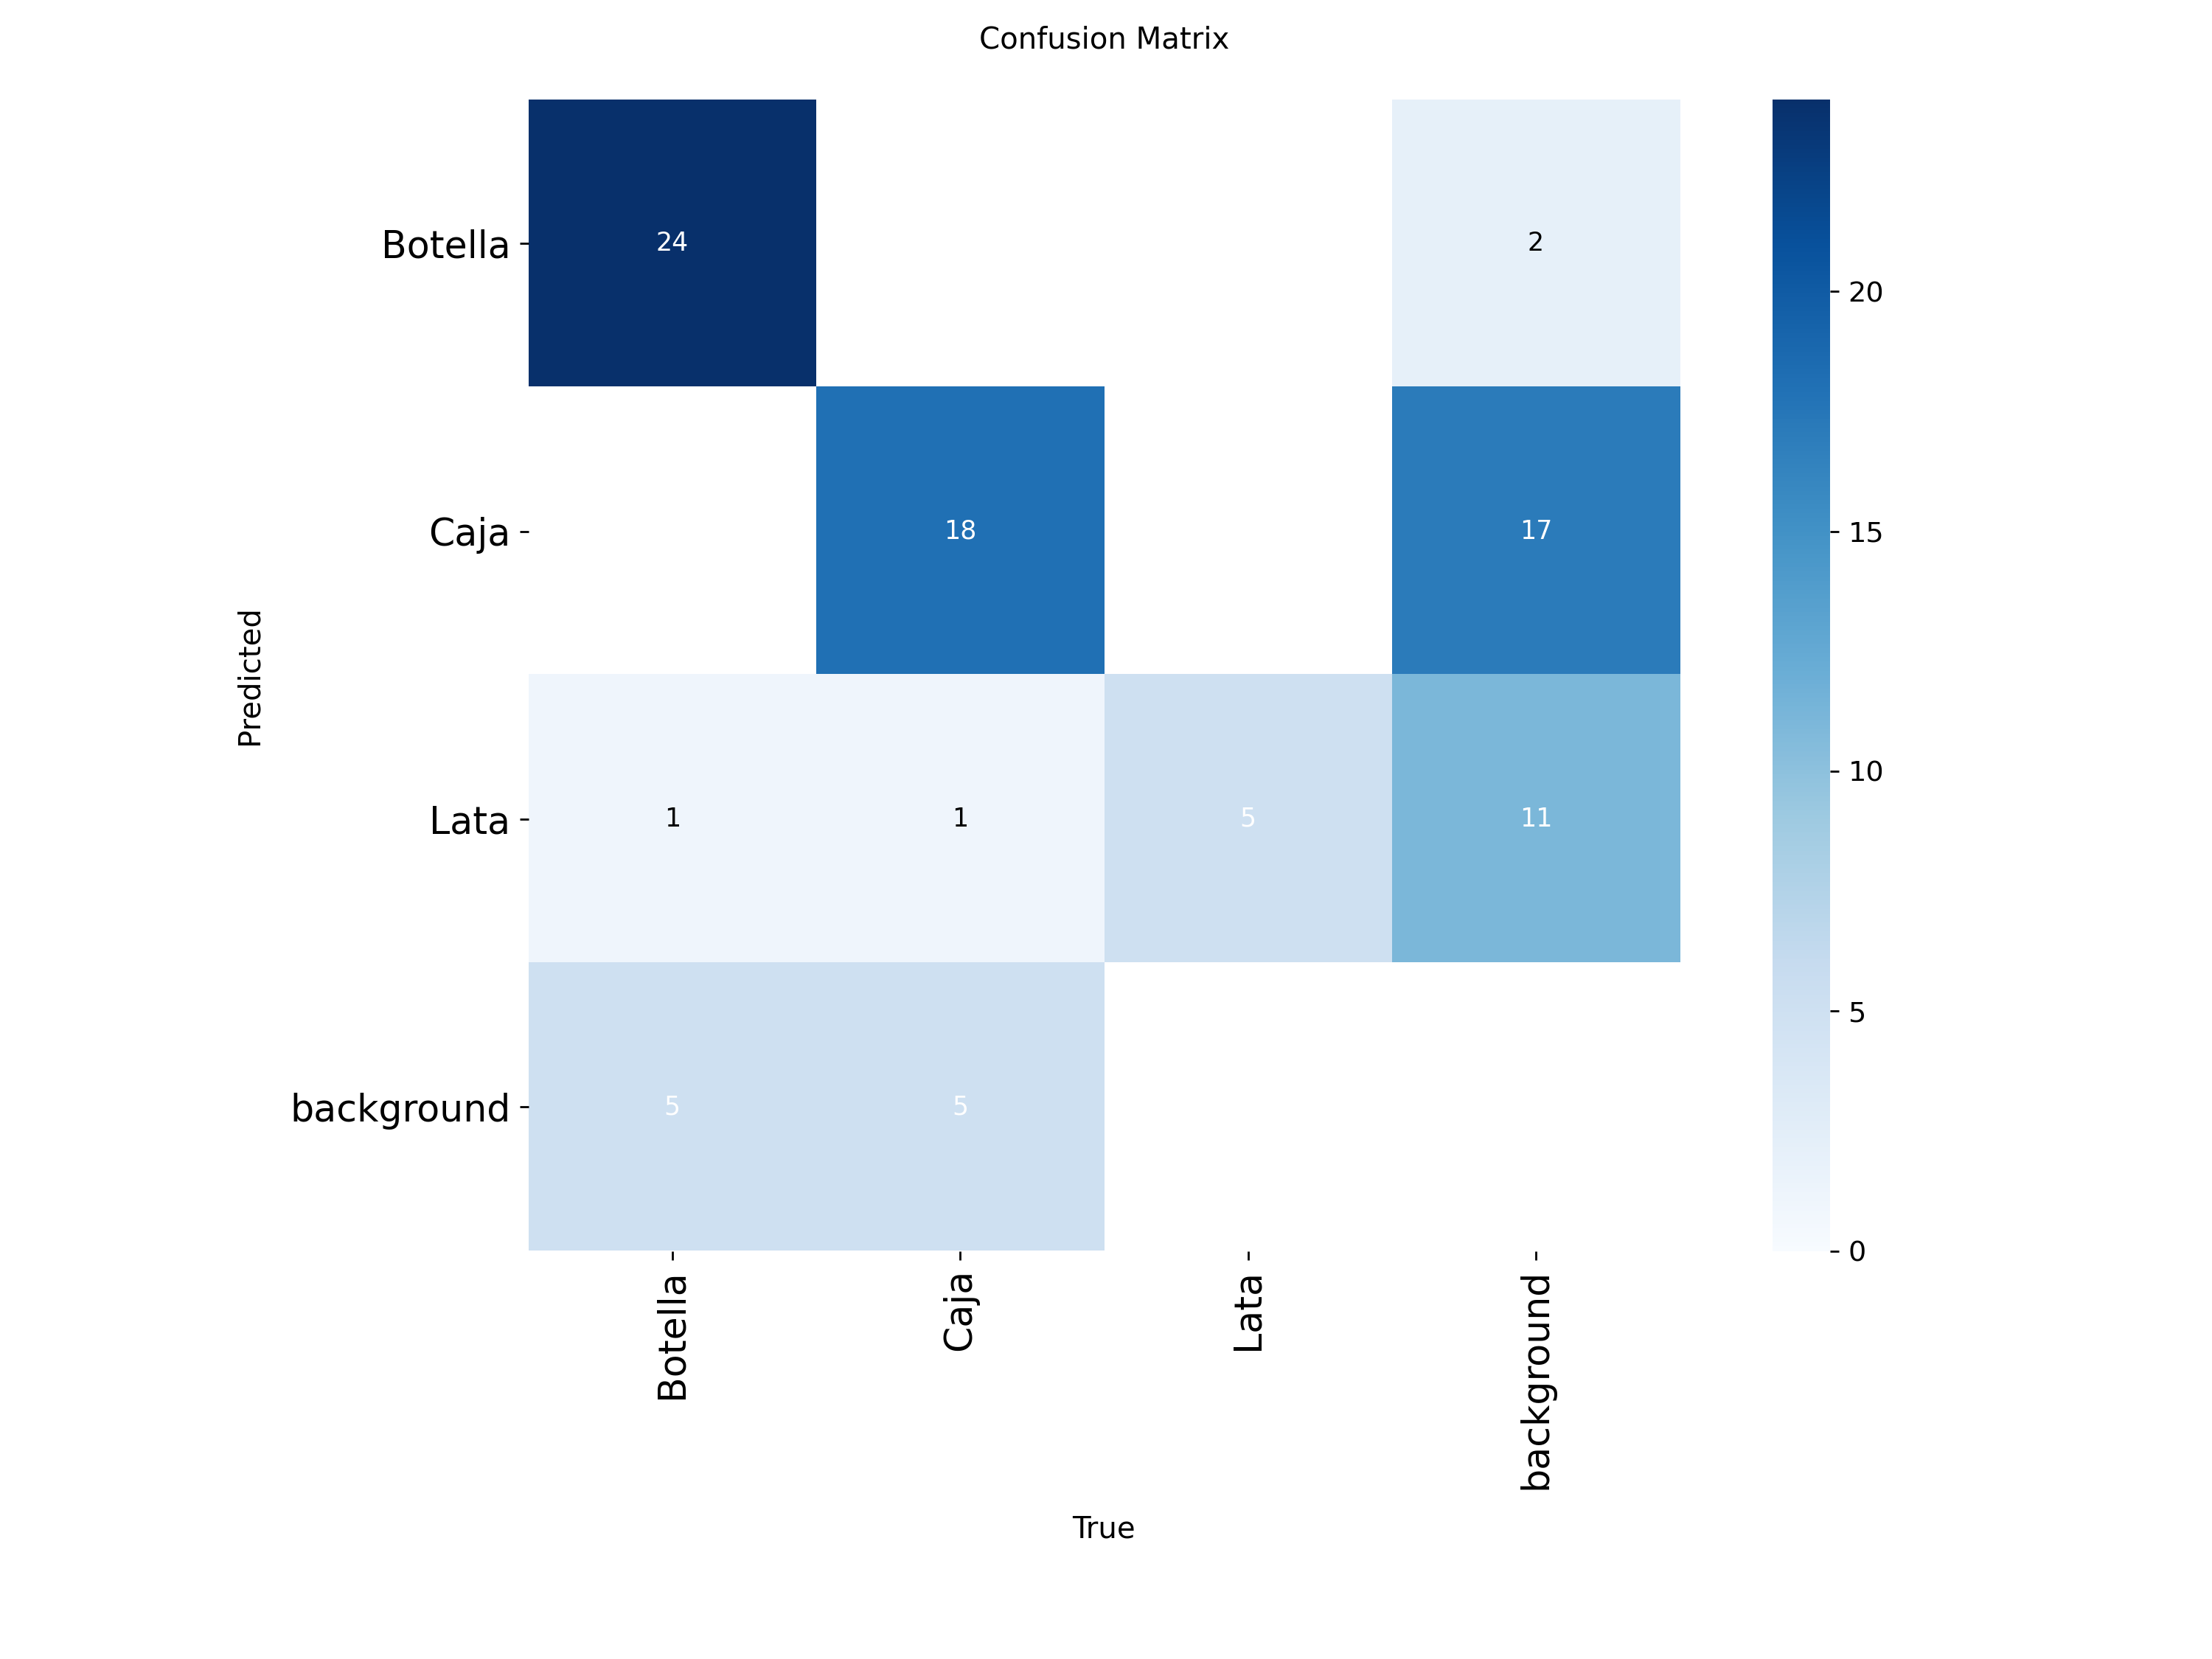 Confusion Matrix
Botella
24
2
20
Caja
18
17
15
Predicted
10
Lata
1
1
5
11
5
background
5
5
0
Botella
Caja
Lata
background
True